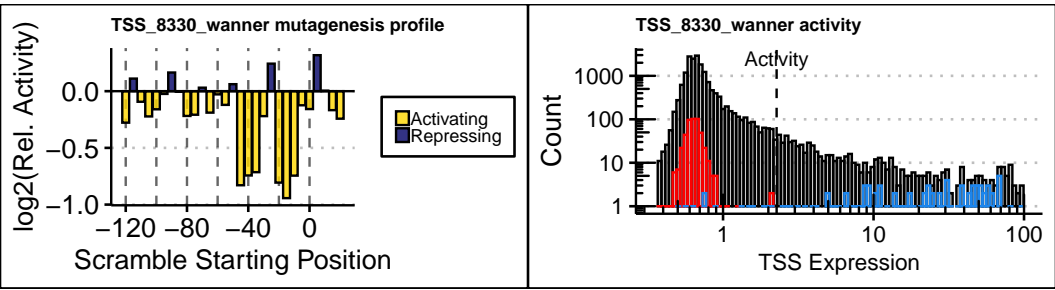 TSS_8330_wanner mutagenesis profile
log2(Rel. Activity)
0.0
−0.5
−1.0
−120 −80 −40 0
Scramble Starting Position
Activating
Repressing
TSS_8330_wanner activity
Activity
Count
1000
100
10
1
1 10 100
TSS Expression